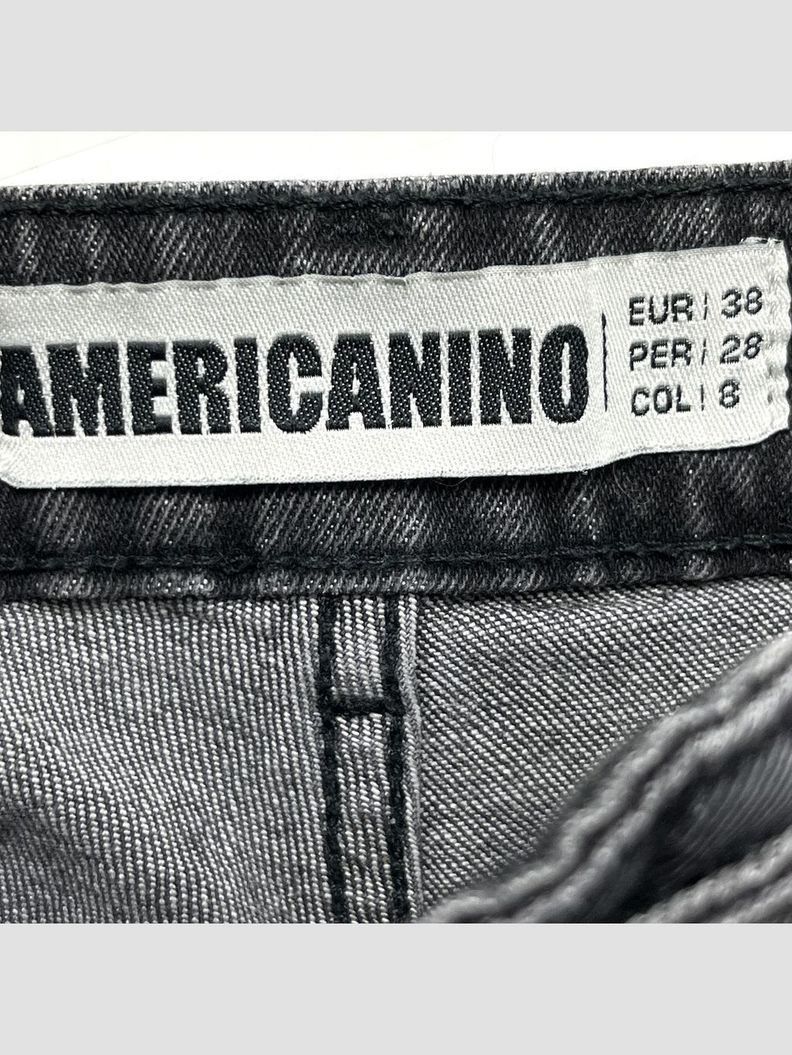 AMERICANINO
EUR| 38
PER| 28
COL| 8